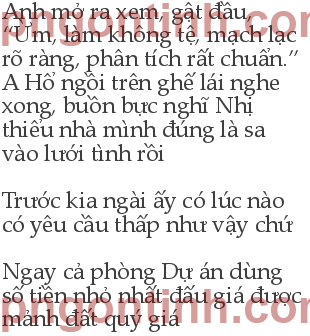 Anh mở ra xem, gật đầu,
“Ừm, làm không tệ, mạch lạc
rõ ràng, phân tích rất chuẩn.”
A Hổ ngồi trên ghế lái nghe
xong, buồn bực nghĩ Nhị
thiểu nhà mình đúng là sa
vào lưới tình rồi
Trước kia ngài ấy có lúc nào
có yêu cầu thấp như vậy chứ
Ngay cả phòng Dự án dùng
số tiền nhỏ nhất đấu giá được
mảnh đất quý giá